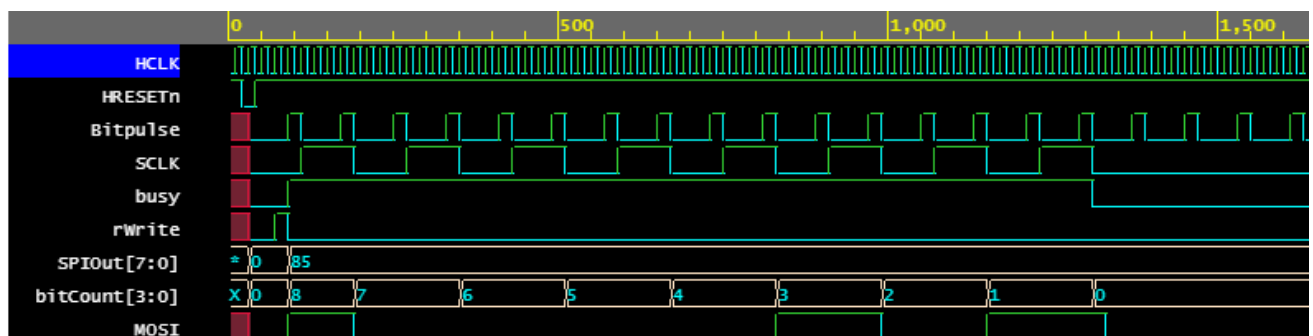 0 500 1,000 1,500
HCLK
HRESETn
Bitpulse
SCLK
busy
rWrite
SPIOut[7:0] * 0 85
bitCount[3:0] X 0 8 7 6 5 4 3 2 1 0
MOSI